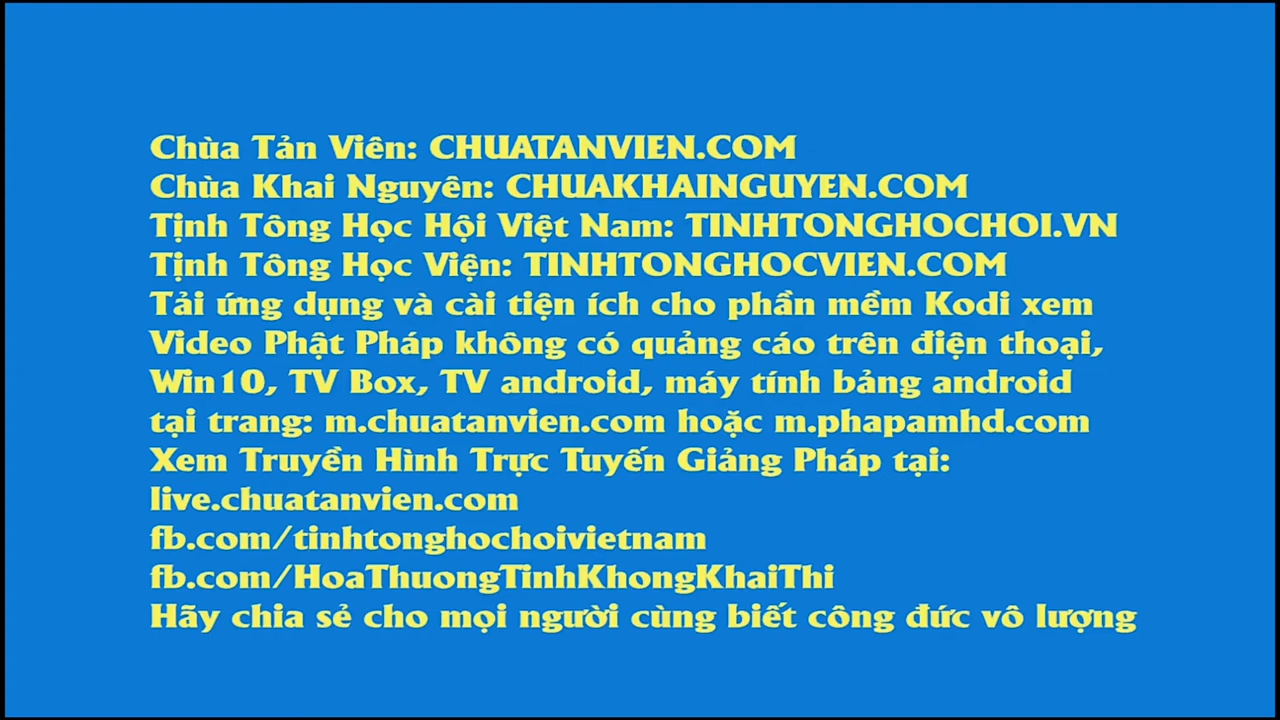 Chùa Tản Viên: CHUATANVIEN.COM
Chùa Khai Nguyên: CHUAKHAINGUYEN.COM
Tịnh Tông Học Hội Việt Nam: TINHTONGHOCHOI.VN
Tịnh Tông Học Viện: TINHTONGHOCVIEN.COM
Tải ứng dụng và cài tiện ích cho phần mềm Kodi xem
Video Phật Pháp không có quảng cáo trên điện thoại,
Win10, TV Box, TV android, máy tính bảng android
tại trang: m.chuatanvien.com hoặc m.phapamhd.com
Xem Truyền Hình Trực Tuyến Giảng Pháp tại:
live.chuatanvien.com
fb.com/tinhtonghochoivietnam
fb.com/HoaThuongTinhKhongKhaiThi
Hãy chia sẻ cho mọi người cùng biết công đức vô lượng